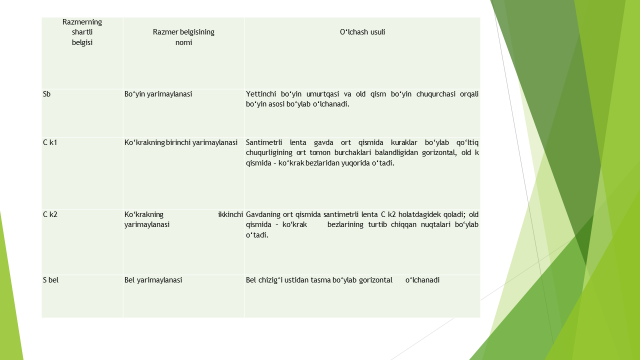 Razmerning
shartli
belgisi
Razmer belgisining
nomi
O‘lchash usuli
Sb
Bo‘yin yarimaylanasi
Yettinchi bo‘yin umurtqasi va old qism bo‘yin chuqurchasi orqali
bo‘yin asosi bo‘ylab o‘lchanadi.
C k1
Ko‘krakning birinchi yarimaylanasi
Santimetrli lenta gavda ort qismida kuraklar bo‘ylab qo‘ltiq
chuqurligining ort tomon burchaklari balandligidan gorizontal, old k
qismida – ko‘krak bezlaridan yuqorida o‘tadi.
C k2
Ko‘krakning ikkinchi
yarimaylanasi
Gavdaning ort qismida santimetrli lenta C k2 holatdagidek qoladi; old
qismida – ko‘krak bezlarining turtib chiqqan nuqtalari bo‘ylab
o‘tadi.
S bel
Bel yarimaylanasi
Bel chizig‘i ustidan tasma bo‘ylab gorizontal o‘lchanadi